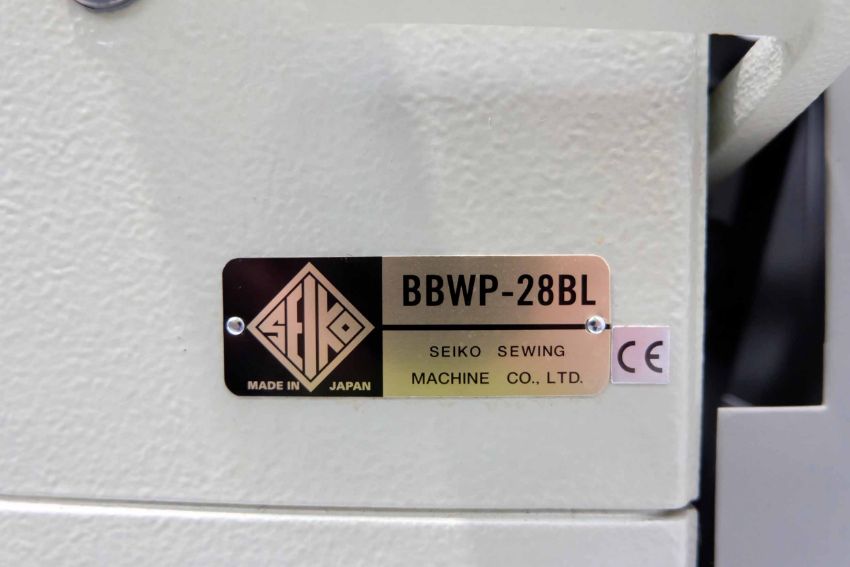 SEIKO
MADE IN JAPAN
BBWP-28BL
SEIKO SEWING
MACHINE CO., LTD.
CE